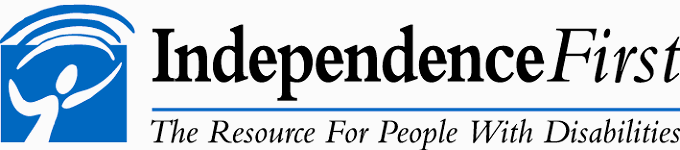 IndependenceFirst
The Resource For People With Disabilities